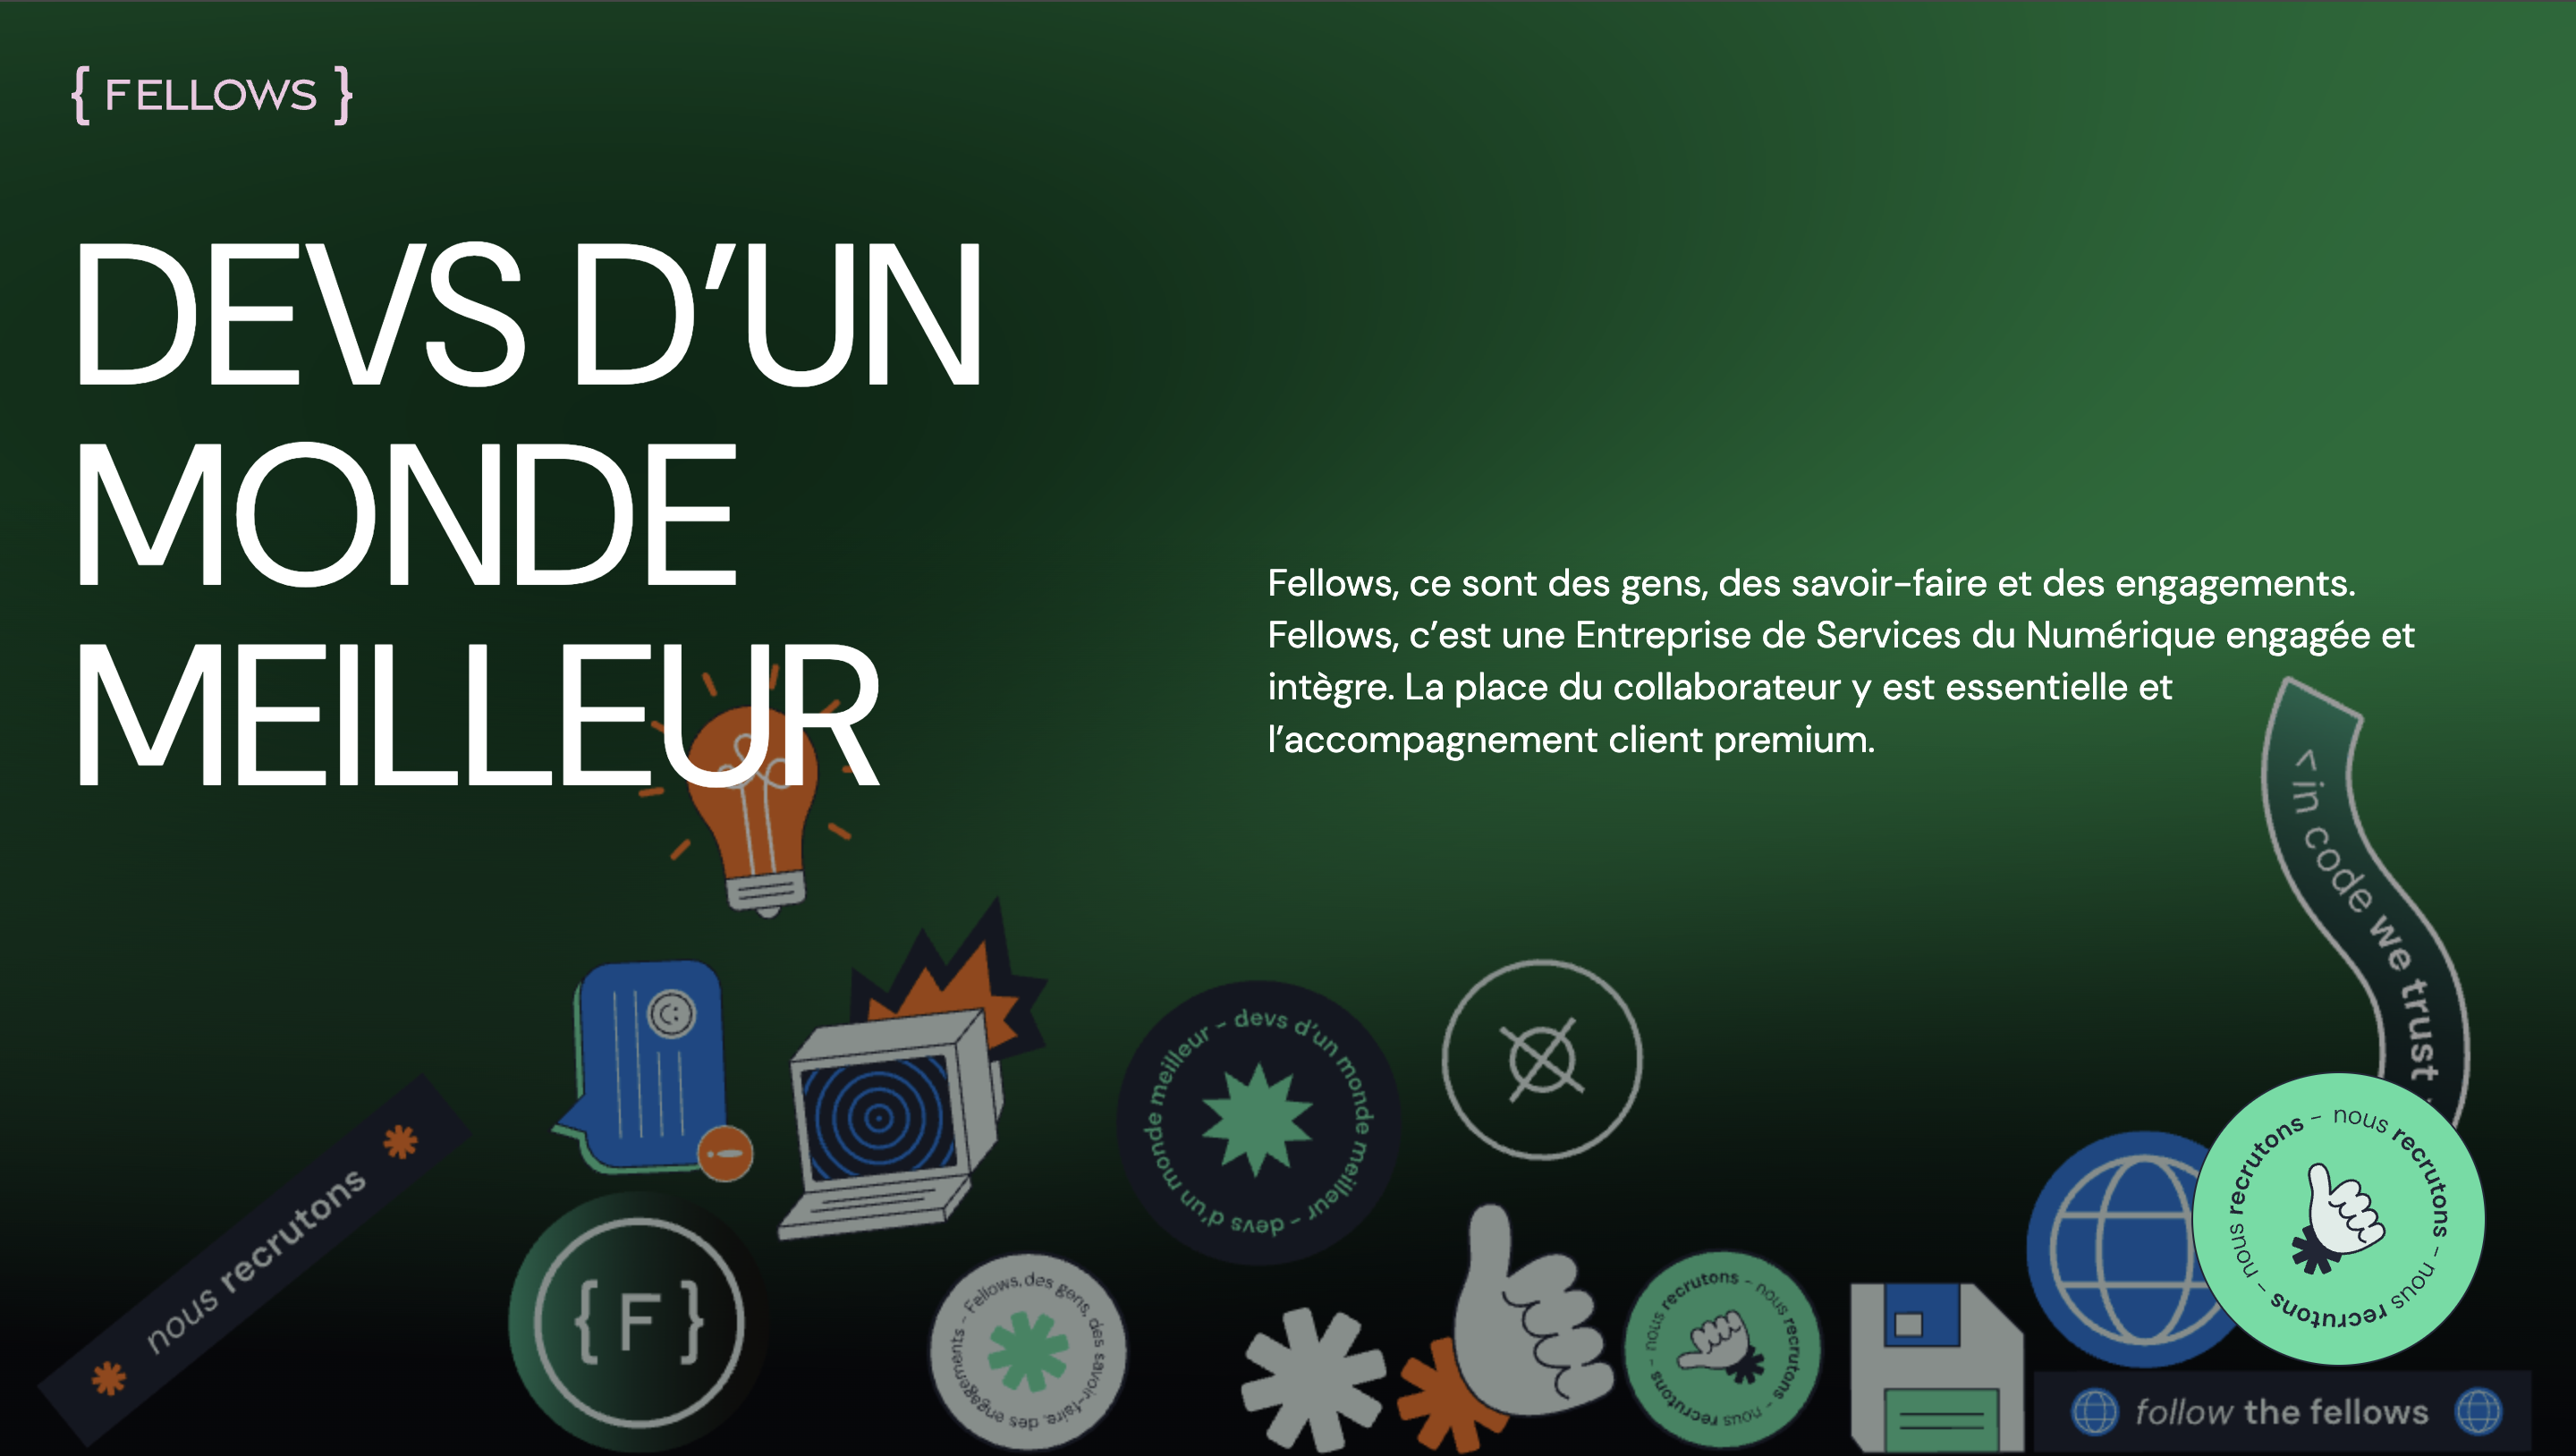 { FELLOWS }
DEVS D’UN
MONDE
MEILLEUR
Fellows, ce sont des gens, des savoir-faire et des engagements.
Fellows, c’est une Entreprise de Services du Numérique engagée et
intègre. La place du collaborateur y est essentielle et
l’accompagnement client premium.
<in code we trust
devs d’un monde meilleur – devs d’un monde meilleur –
nous recrutons
{ F }
Fellows, des gens, des savoir-faire, des engagements –
nous recrutons – nous recrutons – nous recrutons –
nous recrutons – nous recrutons – nous recrutons –
follow the fellows